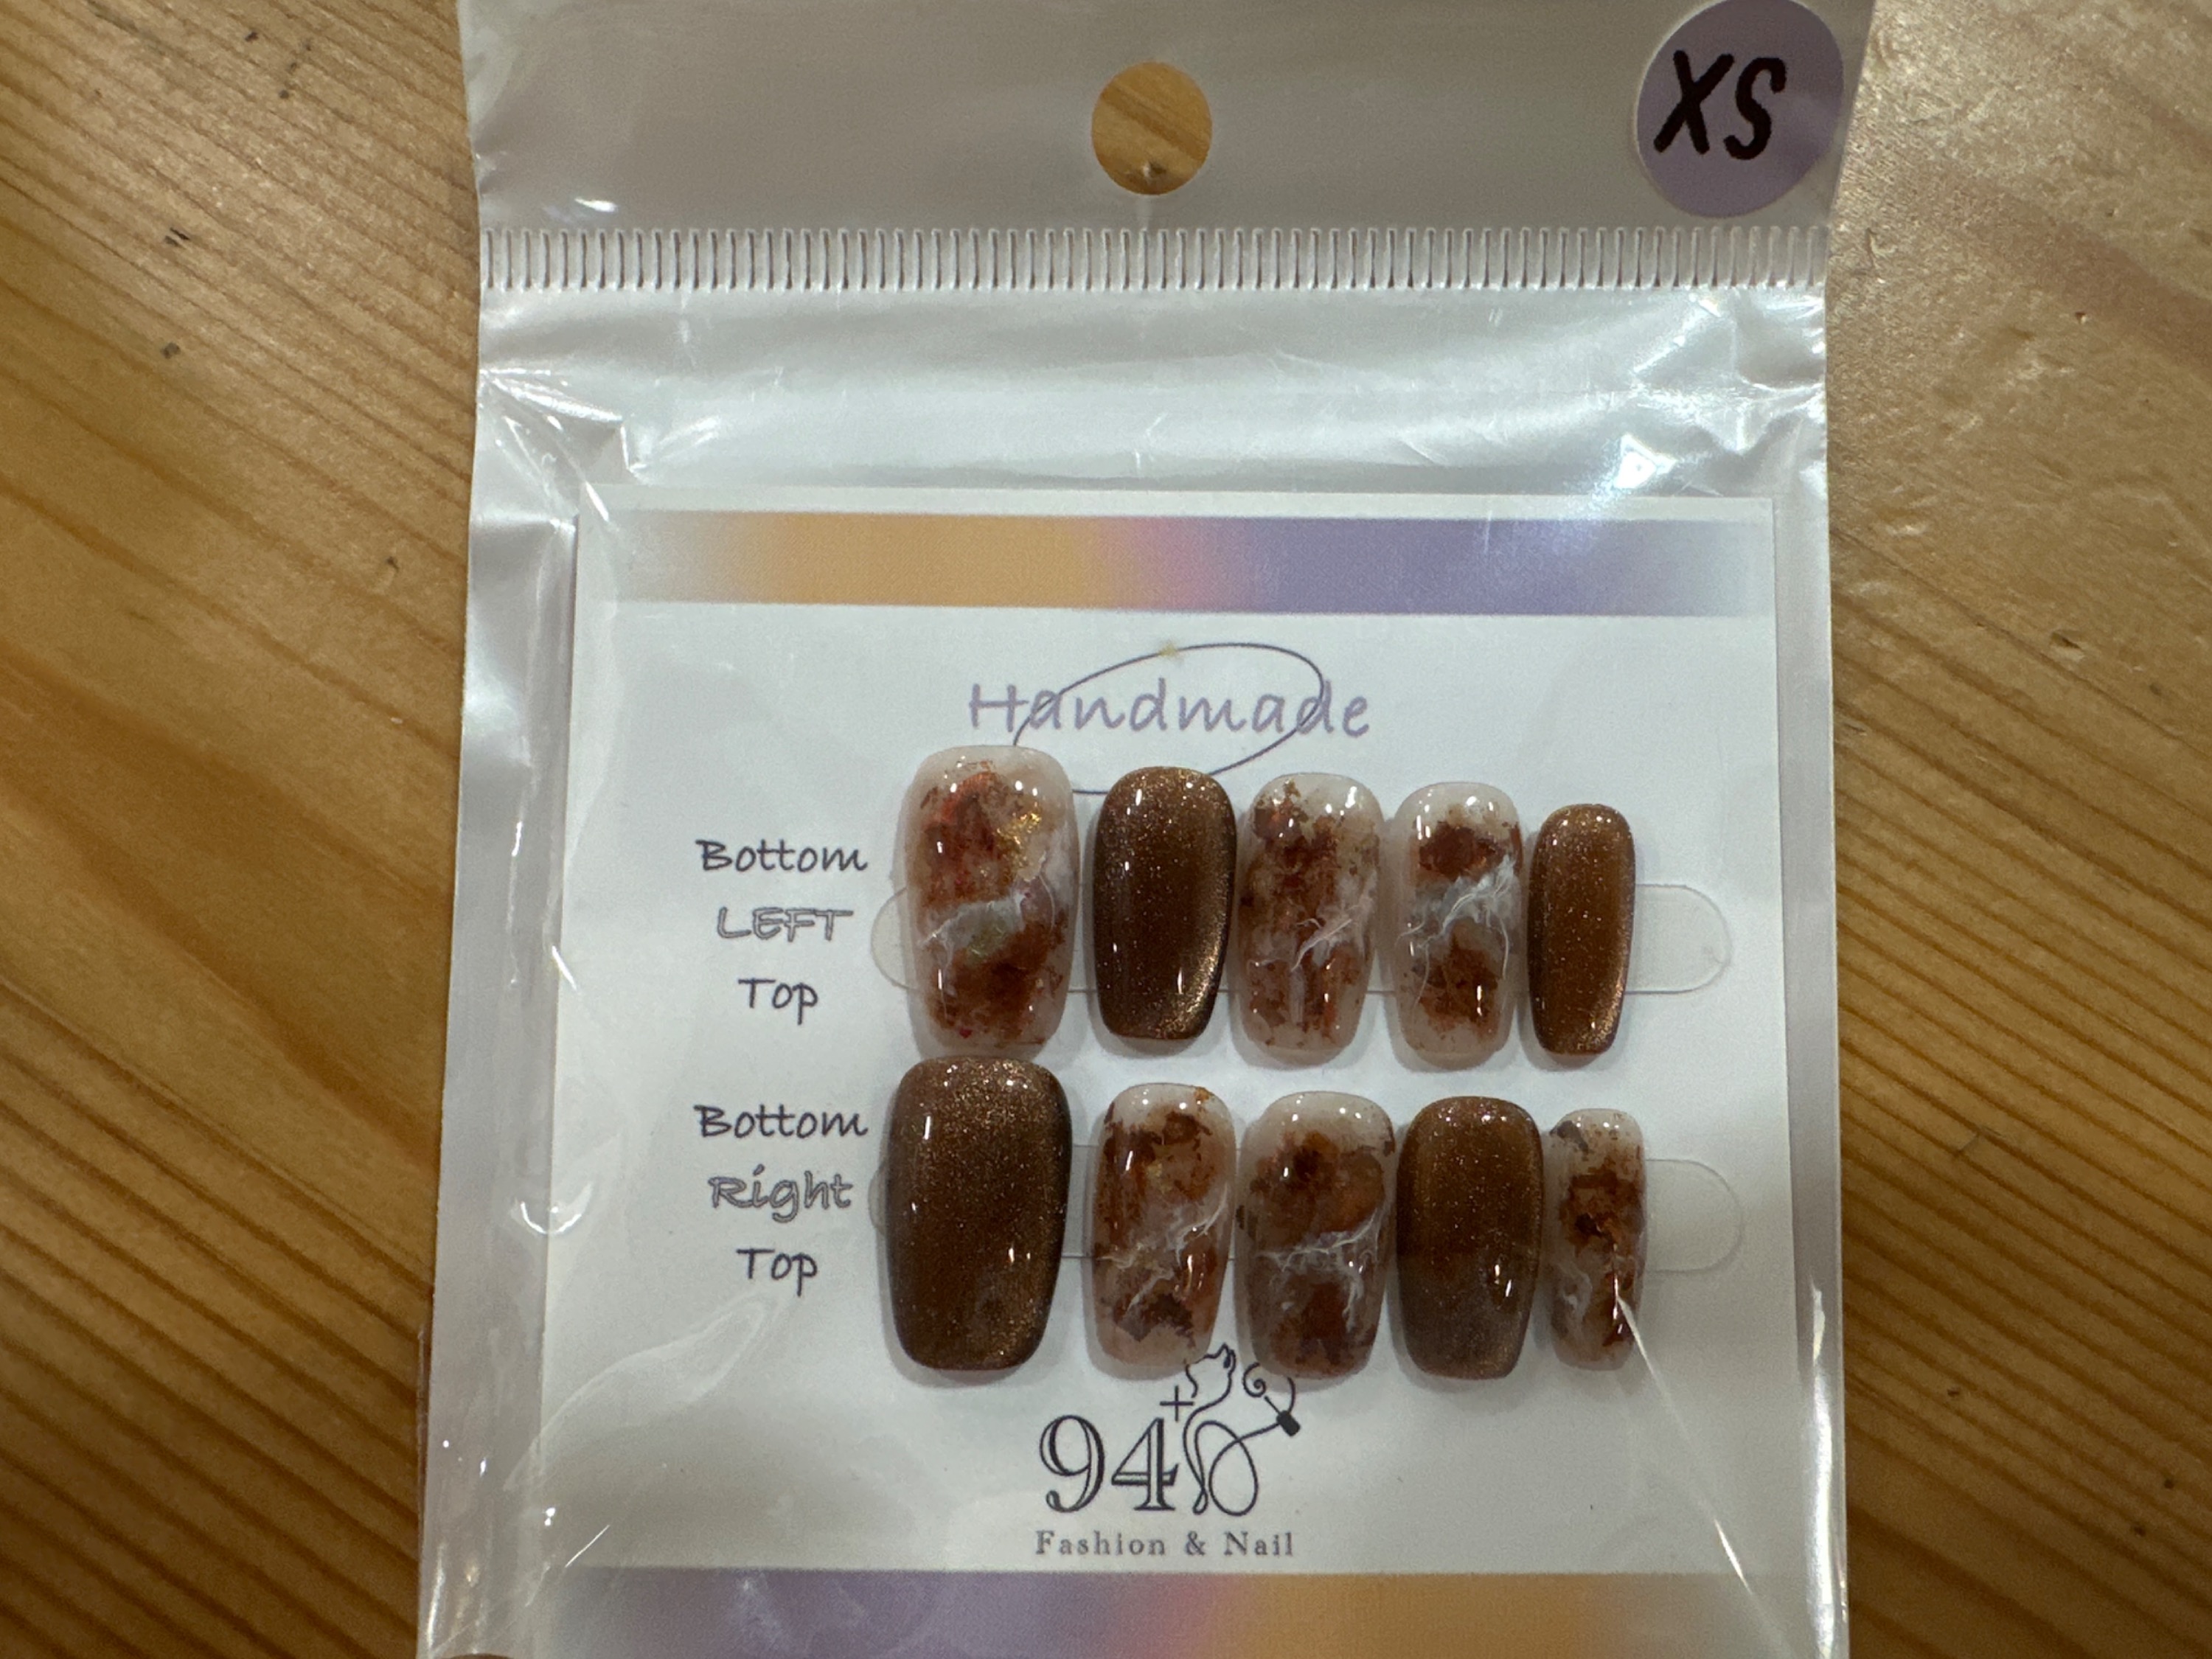 XS
Handmade
Bottom
LEFT
Top
Bottom
Right
Top
94+
Fashion & Nail